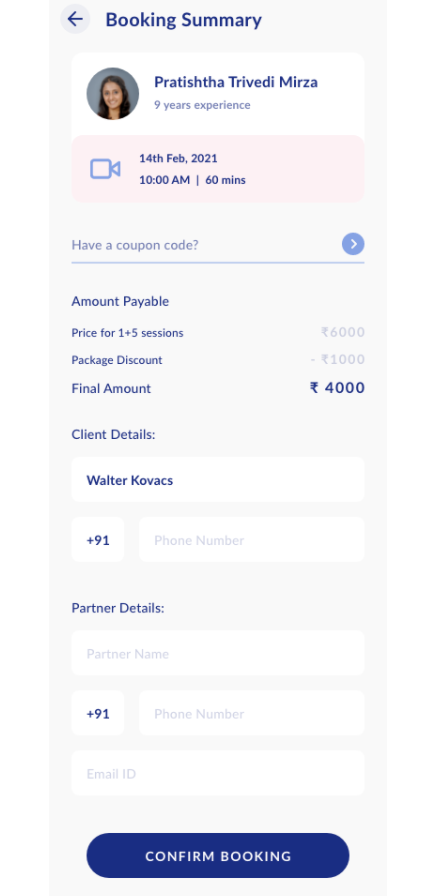 Booking Summary
Pratishtha Trivedi Mirza
9 years experience
14th Feb, 2021
10:00 AM | 60 mins
Have a coupon code?
Amount Payable
Price for 1+5 sessions ₹6000
Package Discount - ₹1000
Final Amount ₹ 4000
Client Details:
Walter Kovacs
+91 Phone Number
Partner Details:
Partner Name
+91 Phone Number
Email ID
CONFIRM BOOKING